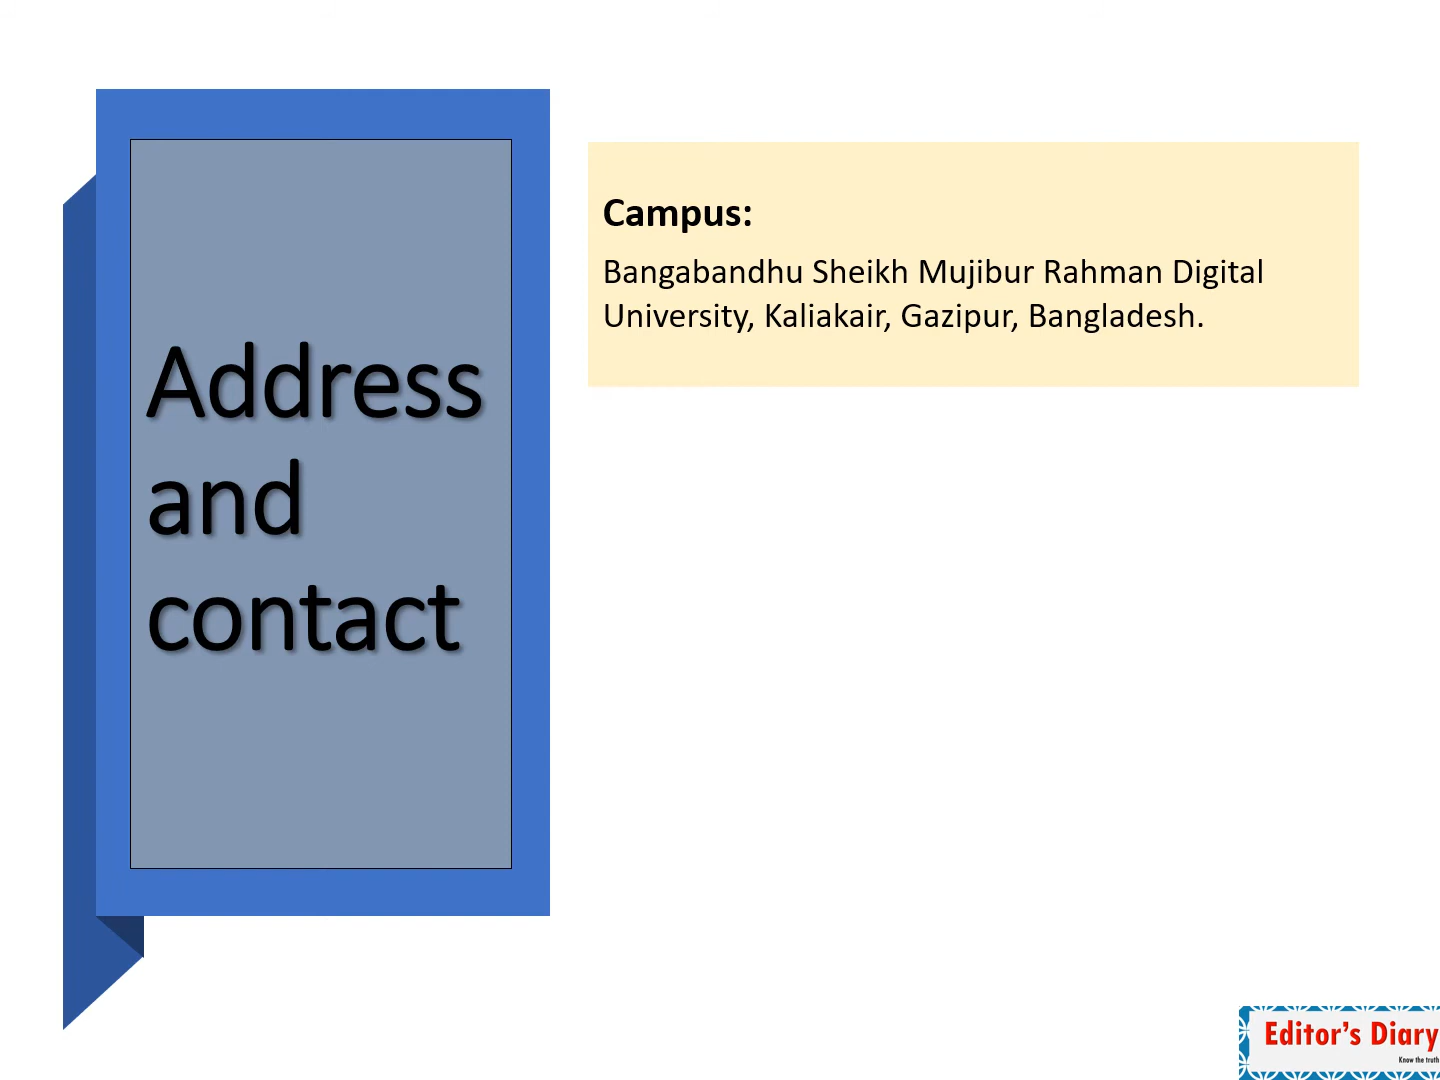 Address
and
contact
Campus:
Bangabandhu Sheikh Mujibur Rahman Digital
University, Kaliakair, Gazipur, Bangladesh.
Editor's Diary
Know the truth